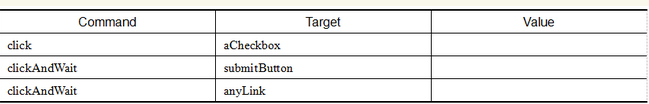 Command Target Value
click aCheckbox
clickAndWait submitButton
clickAndWait anyLink